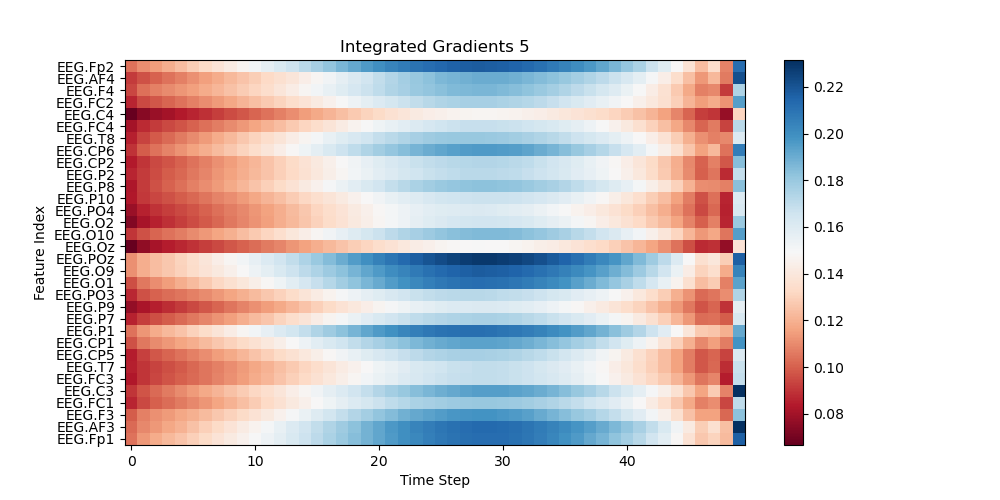 Integrated Gradients 5
Feature Index
EEG.Fp2
EEG.AF4
EEG.F4
EEG.FC2
EEG.C4
EEG.FC4
EEG.T8
EEG.CP6
EEG.CP2
EEG.P2
EEG.P8
EEG.P10
EEG.PO4
EEG.O2
EEG.O10
EEG.Oz
EEG.POz
EEG.O9
EEG.O1
EEG.PO3
EEG.P9
EEG.P7
EEG.P1
EEG.CP1
EEG.CP5
EEG.T7
EEG.FC3
EEG.C3
EEG.FC1
EEG.F3
EEG.AF3
EEG.Fp1
0 10 20 30 40
Time Step
0.22
0.20
0.18
0.16
0.14
0.12
0.10
0.08